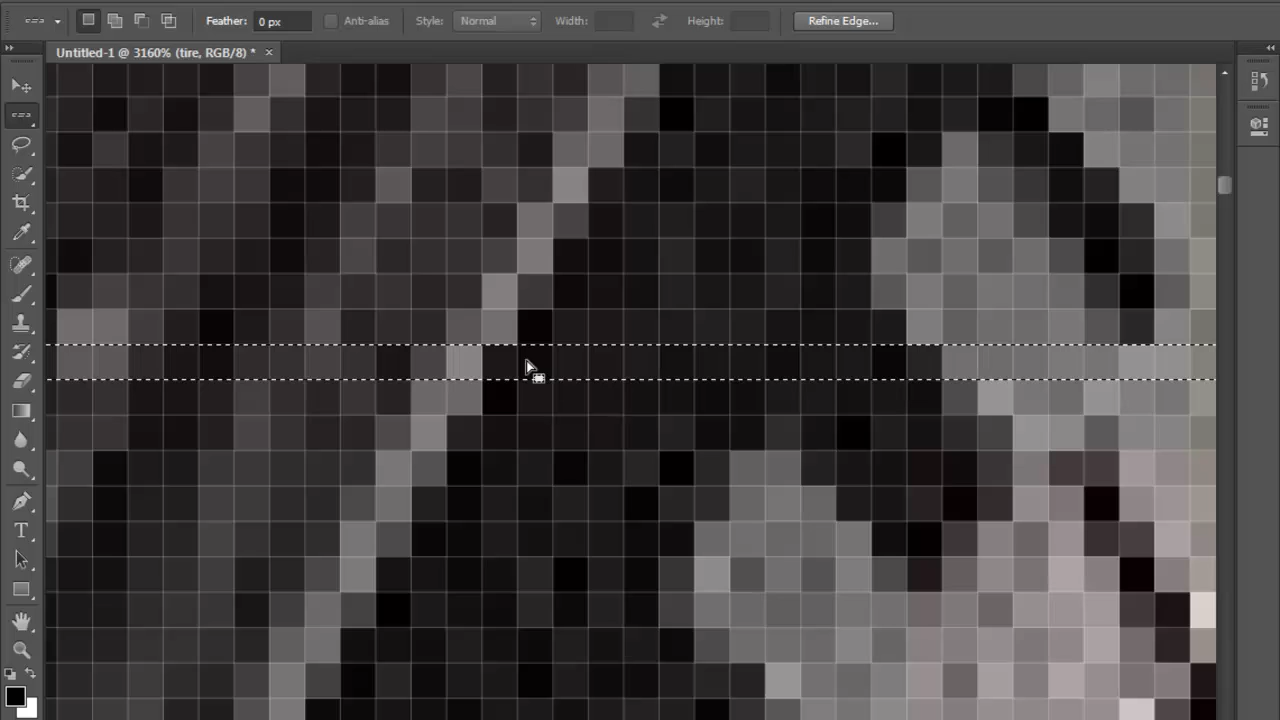 Feather: 0 px Anti-alias Style: Normal Width: Height: Refine Edge...
Untitled-1 @ 3160% (tire, RGB/8) * ×
T